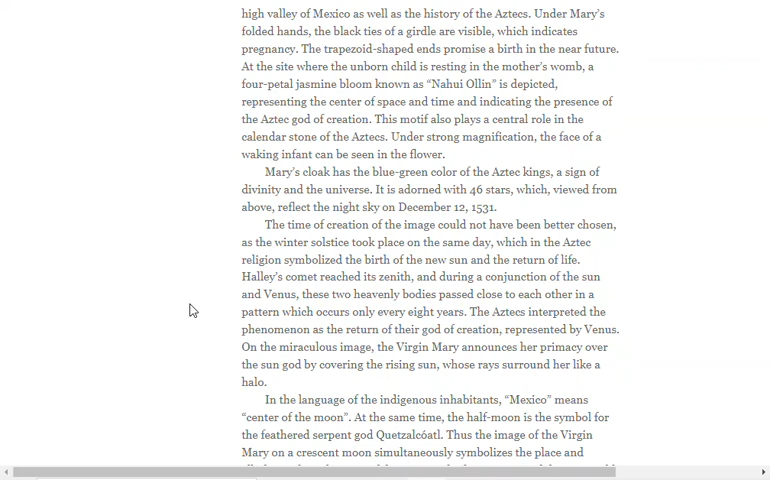 high valley of Mexico as well as the history of the Aztecs. Under Mary's
folded hands, the black ties of a girdle are visible, which indicates
pregnancy. The trapezoid-shaped ends promise a birth in the near future.
At the site where the unborn child is resting in the mother's womb, a
four-petal jasmine bloom known as “Nahui Ollin” is depicted,
representing the center of space and time and indicating the presence of
the Aztec god of creation. This motif also plays a central role in the
calendar stone of the Aztecs. Under strong magnification, the face of a
waking infant can be seen in the flower.
Mary's cloak has the blue-green color of the Aztec kings, a sign of
divinity and the universe. It is adorned with 46 stars, which, viewed from
above, reflect the night sky on December 12, 1531.
The time of creation of the image could not have been better chosen,
as the winter solstice took place on the same day, which in the Aztec
religion symbolized the birth of the new sun and the return of life.
Halley's comet reached its zenith, and during a conjunction of the sun
and Venus, these two heavenly bodies passed close to each other in a
pattern which occurs only every eight years. The Aztecs interpreted the
phenomenon as the return of their god of creation, represented by Venus.
On the miraculous image, the Virgin Mary announces her primacy over
the sun god by covering the rising sun, whose rays surround her like a
halo.
In the language of the indigenous inhabitants, “Mexico” means
“center of the moon”. At the same time, the half-moon is the symbol for
the feathered serpent god Quetzalcóatl. Thus the image of the Virgin
Mary on a crescent moon simultaneously symbolizes the place and